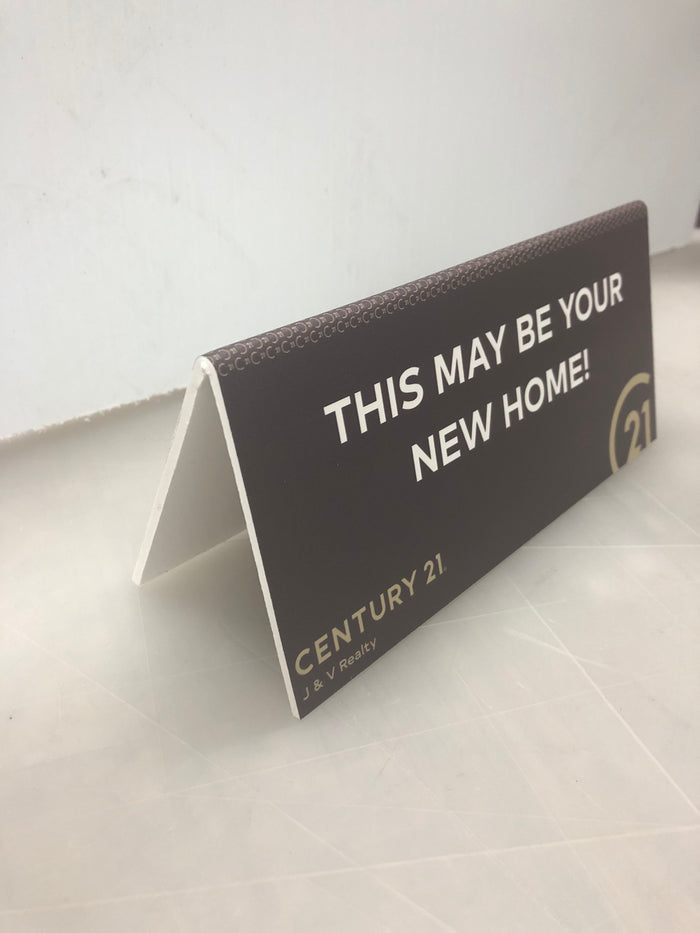 THIS MAY BE YOUR
NEW HOME!
21
CENTURY 21.
J & V Realty